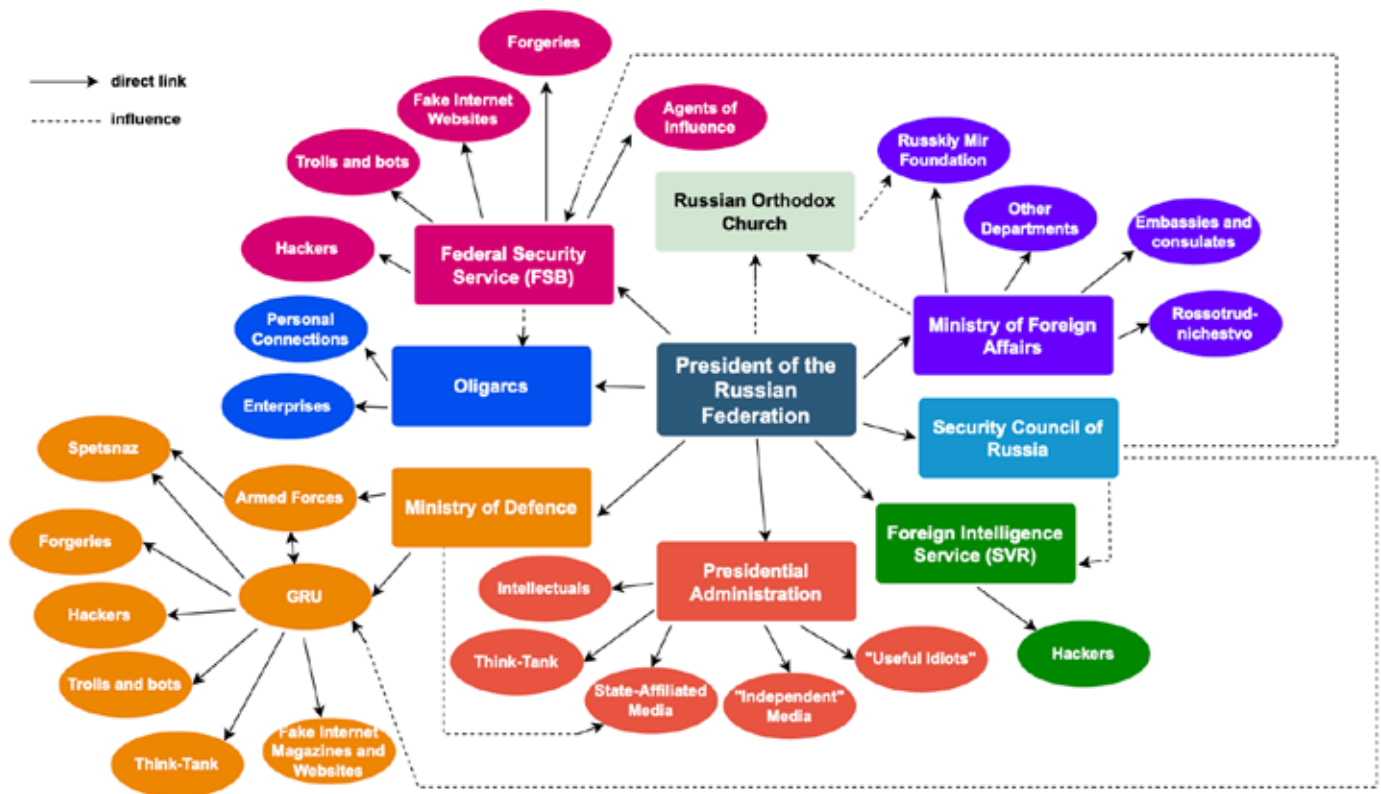 Forgeries
direct link
influence
Fake Internet
Websites
Agents of
Influence
Trolls and bots
Russkiy Mir
Foundation
Russian Orthodox
Church
Other
Departments
Embassies and
consulates
Hackers
Federal Security
Service (FSB)
Personal
Connections
Ministry of Foreign
Affairs
Rossotrud-
nichestvo
Oligarcs
President of the
Russian
Federation
Enterprises
Security Council of
Russia
Spetsnaz
Armed Forces
Ministry of Defence
Forgeries
Foreign Intelligence
Service (SVR)
Intellectuals
Presidential
Administration
GRU
Hackers
Hackers
Think-Tank
"Useful Idiots"
Trolls and bots
State-Affiliated
Media
"Independent"
Media
Fake Internet
Magazines and
Websites
Think-Tank